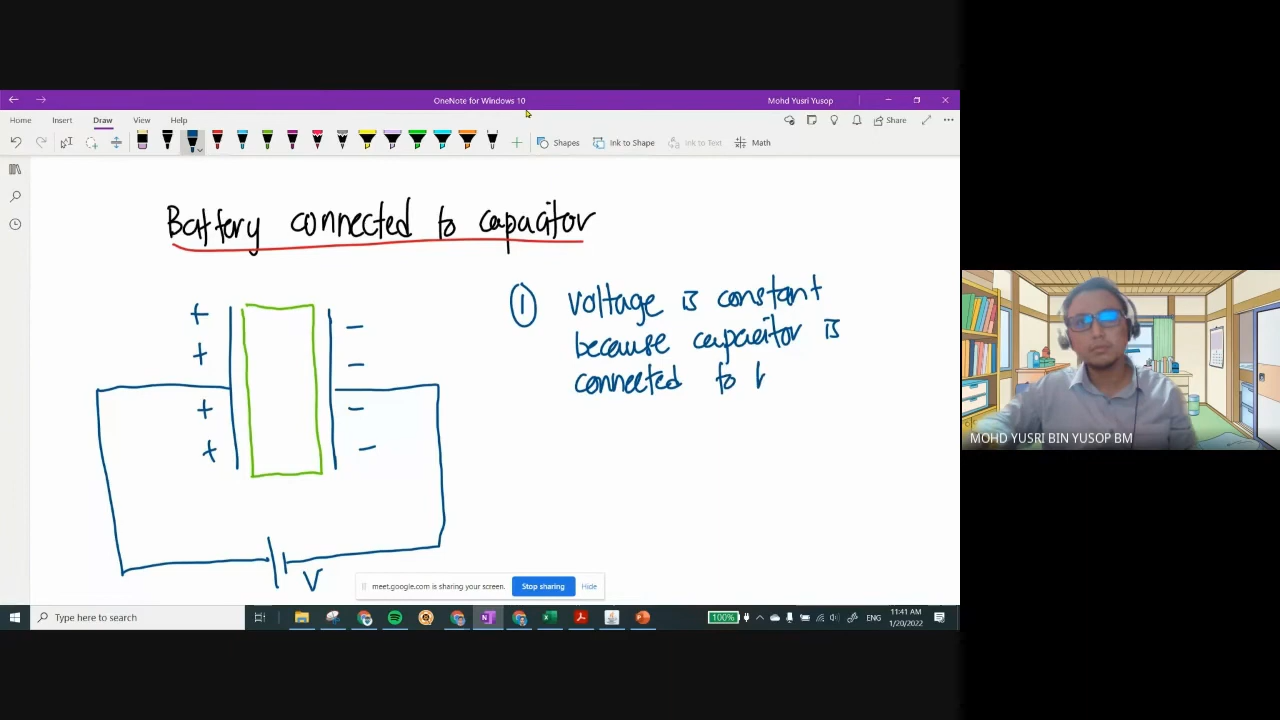 OneNote for Windows 10
Mohd Yusri Yusop
Home Insert Draw View Help
Share
Shapes Ink to Shape Ink to Text Math
Battery connected to capacitor
+ −
+ −
+ −
+ −
V
1 voltage is constant
because capacitor is
connected to b
meet.google.com is sharing your screen. Stop sharing Hide
MOHD YUSRI BIN YUSOP BM
Type here to search
100%
ENG
11:41 AM
1/20/2022